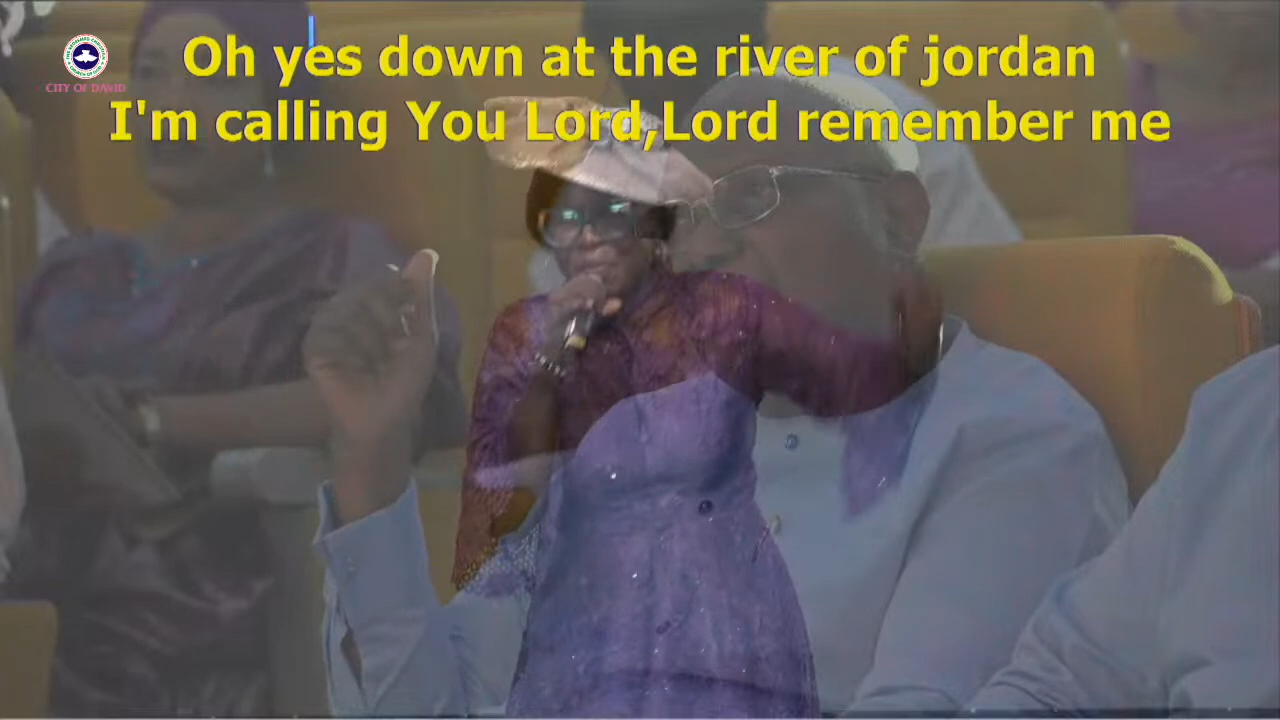 Oh yes down at the river of jordan
I'm calling You Lord,Lord remember me
CITY OF DAVID